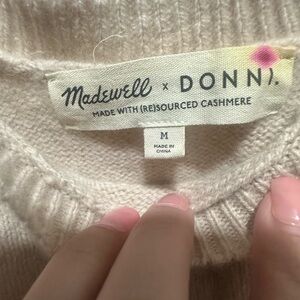 Madewell x DONNI.
MADE WITH (RE)SOURCED CASHMERE
M
MADE IN
CHINA